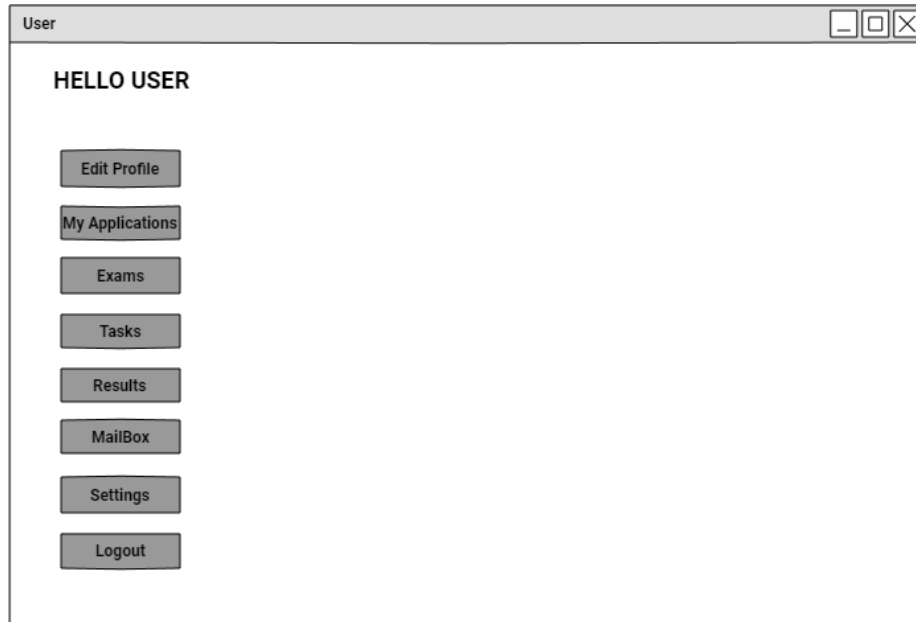 User
HELLO USER
Edit Profile
My Applications
Exams
Tasks
Results
MailBox
Settings
Logout